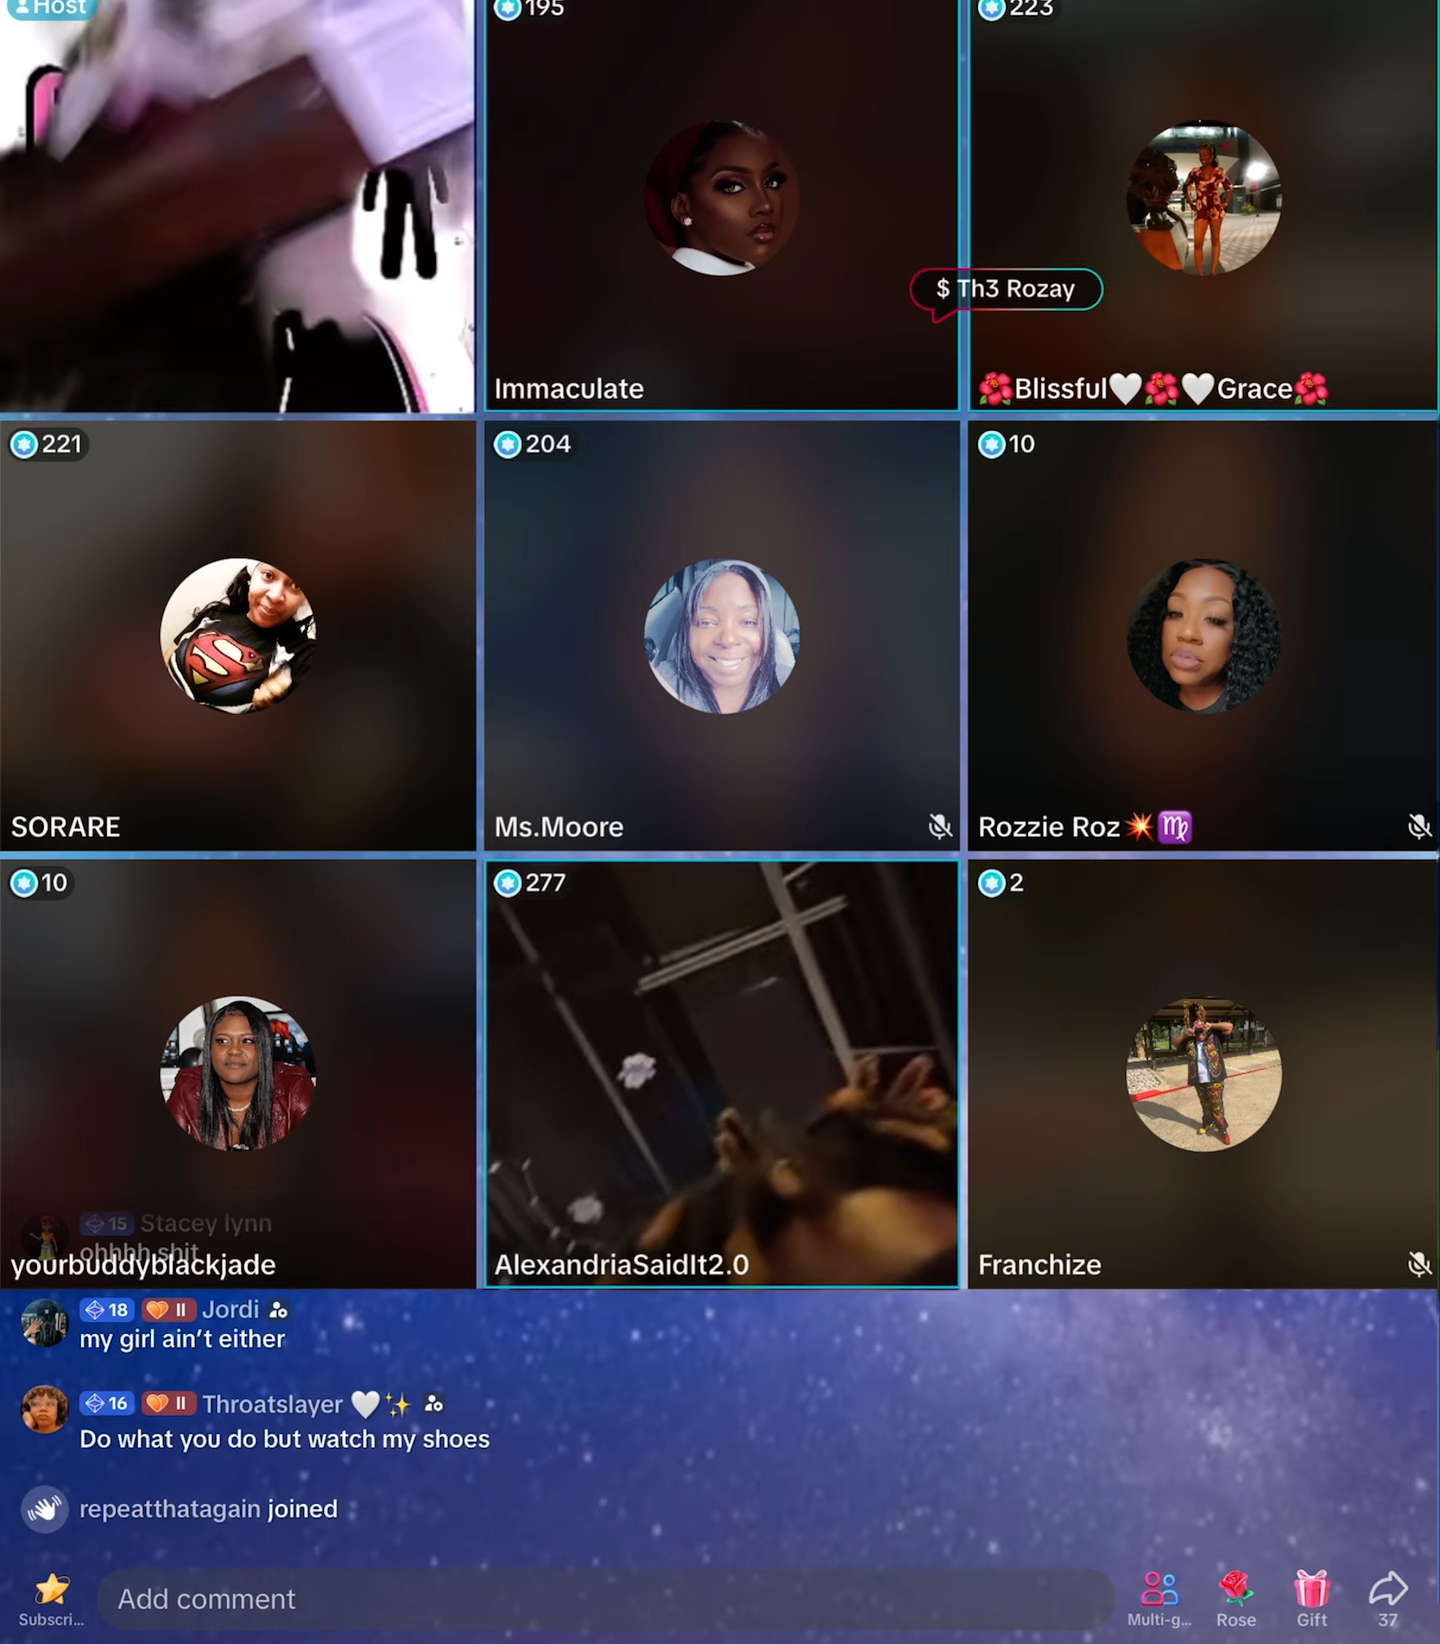 Host
195
223
$ Th3 Rozay
Immaculate
🌺Blissful🤍🌺🤍Grace🌺
221
204
10
SORARE
Ms.Moore
Rozzie Roz💥♍
10
277
2
15 Stacey lynn
ohhhh shit
yourbuddyblackjade
AlexandriaSaidIt2.0
Franchize
18 II Jordi
my girl ain’t either
16 II Throatslayer 🤍✨
Do what you do but watch my shoes
repeatthatagain joined
Add comment
Subscri...
Multi-g...
Rose
Gift
37